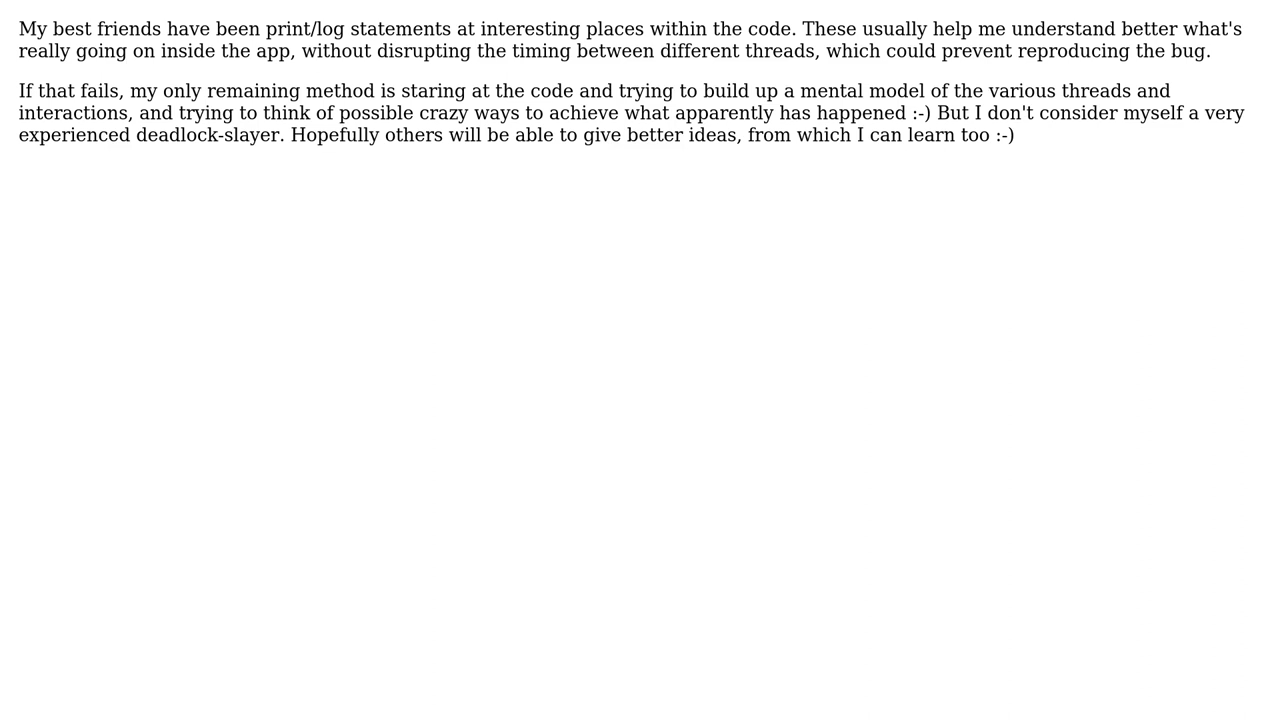 My best friends have been print/log statements at interesting places within the code. These usually help me understand better what's
really going on inside the app, without disrupting the timing between different threads, which could prevent reproducing the bug.
If that fails, my only remaining method is staring at the code and trying to build up a mental model of the various threads and
interactions, and trying to think of possible crazy ways to achieve what apparently has happened :-) But I don't consider myself a very
experienced deadlock-slayer. Hopefully others will be able to give better ideas, from which I can learn too :-)